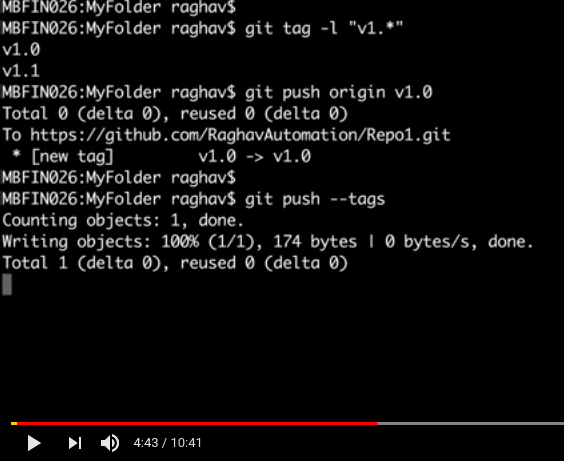 MBFIN026:MyFolder raghav$
MBFIN026:MyFolder raghav$ git tag -l "v1.*"
v1.0
v1.1
MBFIN026:MyFolder raghav$ git push origin v1.0
Total 0 (delta 0), reused 0 (delta 0)
To https://github.com/RaghavAutomation/Repo1.git
 * [new tag]         v1.0 -> v1.0
MBFIN026:MyFolder raghav$
MBFIN026:MyFolder raghav$ git push --tags
Counting objects: 1, done.
Writing objects: 100% (1/1), 174 bytes | 0 bytes/s, done.
Total 1 (delta 0), reused 0 (delta 0)
4:43 / 10:41